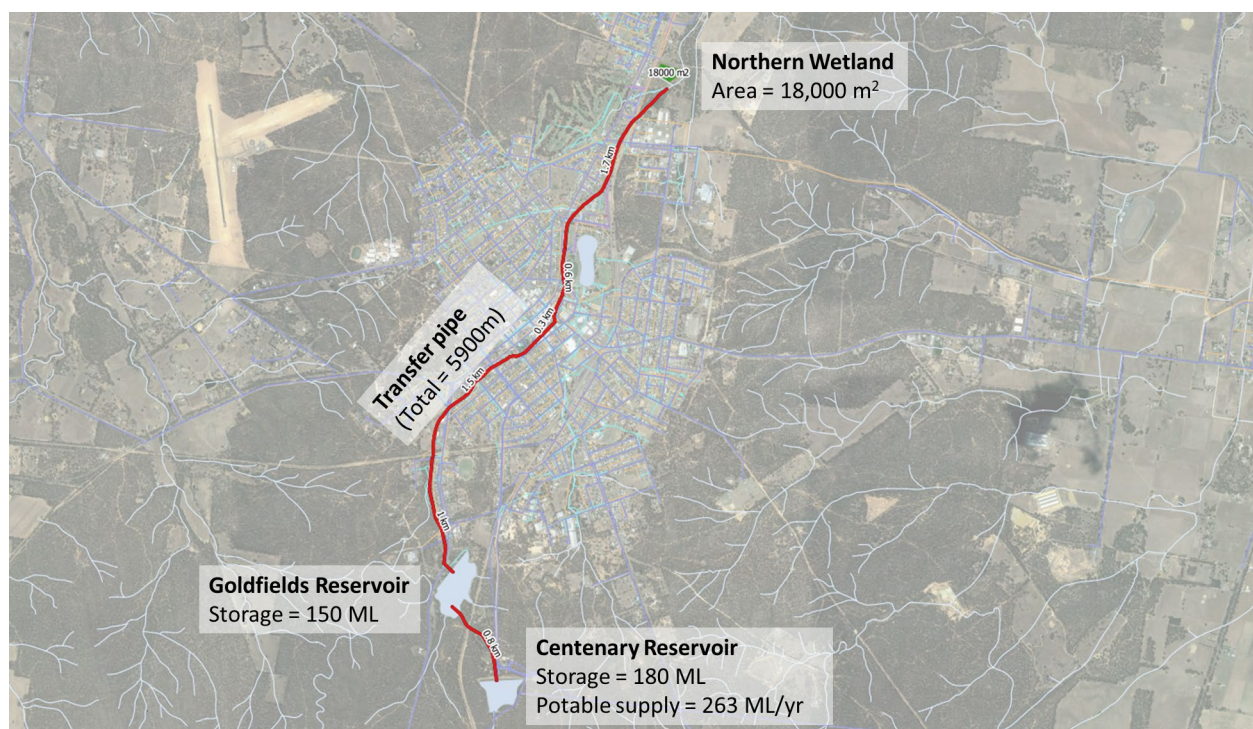 18000 m2
Northern Wetland
Area = 18,000 m²
1.7 km
0.6 km
0.3 km
Transfer pipe
(Total = 5900m)
1.5 km
1 km
Goldfields Reservoir
Storage = 150 ML
0.8 km
Centenary Reservoir
Storage = 180 ML
Potable supply = 263 ML/yr